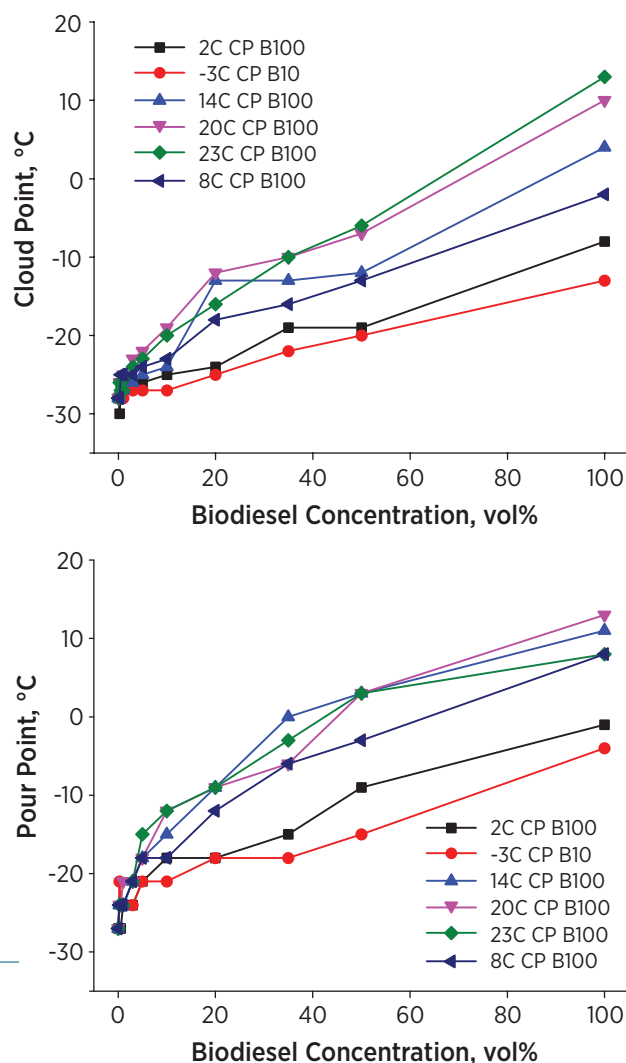 20
10
0
-10
-20
-30
Cloud Point, °C
2C CP B100
-3C CP B10
14C CP B100
20C CP B100
23C CP B100
8C CP B100
0 20 40 60 80 100
Biodiesel Concentration, vol%
20
10
0
-10
-20
-30
Pour Point, °C
2C CP B100
-3C CP B10
14C CP B100
20C CP B100
23C CP B100
8C CP B100
0 20 40 60 80 100
Biodiesel Concentration, vol%